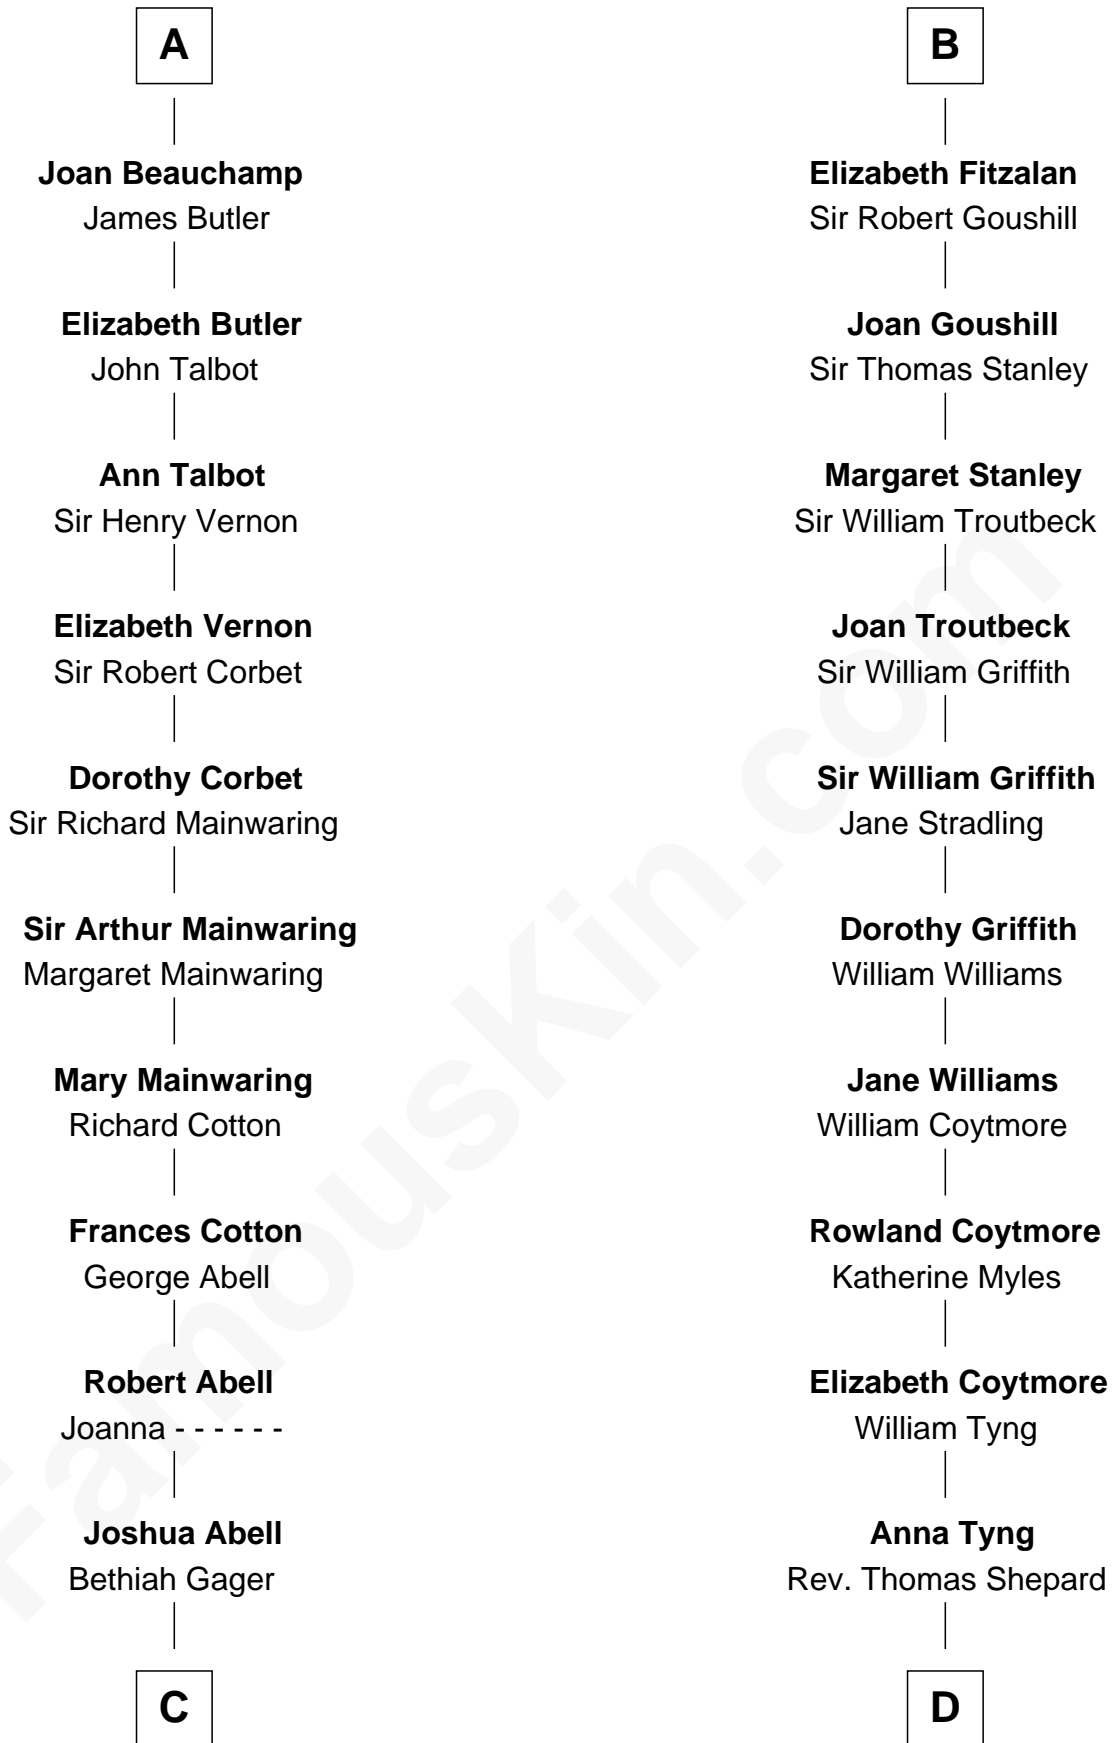 A
Joan Beauchamp
James Butler
Elizabeth Butler
John Talbot
Ann Talbot
Sir Henry Vernon
Elizabeth Vernon
Sir Robert Corbet
Dorothy Corbet
Sir Richard Mainwaring
Sir Arthur Mainwaring
Margaret Mainwaring
Mary Mainwaring
Richard Cotton
Frances Cotton
George Abell
Robert Abell
Joanna - - - - - -
Joshua Abell
Bethiah Gager
C
B
Elizabeth Fitzalan
Sir Robert Goushill
Joan Goushill
Sir Thomas Stanley
Margaret Stanley
Sir William Troutbeck
Joan Troutbeck
Sir William Griffith
Sir William Griffith
Jane Stradling
Dorothy Griffith
William Williams
Jane Williams
William Coytmore
Rowland Coytmore
Katherine Myles
Elizabeth Coytmore
William Tyng
Anna Tyng
Rev. Thomas Shepard
D
FamousKin.com